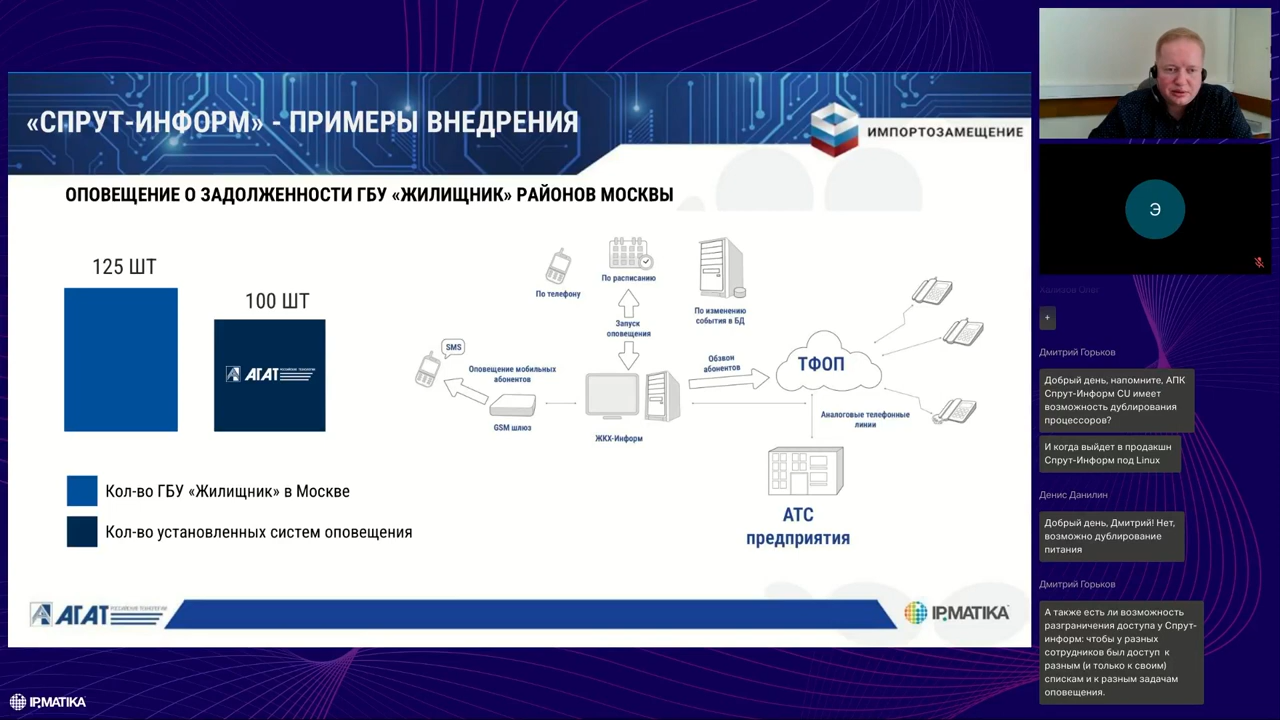 «СПРУТ-ИНФОРМ» - ПРИМЕРЫ ВНЕДРЕНИЯ
ИМПОРТОЗАМЕЩЕНИЕ
ОПОВЕЩЕНИЕ О ЗАДОЛЖЕННОСТИ ГБУ «ЖИЛИЩНИК» РАЙОНОВ МОСКВЫ
125 ШТ
100 ШТ
АГАТ
Кол-во ГБУ «Жилищник» в Москве
Кол-во установленных систем оповещения
По телефону
По расписанию
По изменению
события в БД
Запуск
оповещения
SMS
Оповещение мобильных
абонентов
GSM шлюз
ЖКХ-Информ
Обзвон
абонентов
ТФОП
Аналоговые телефонные
линии
АТС
предприятия
АГАТ
РОССИЙСКИЕ ТЕХНОЛОГИИ
IP.MATIKA
IP.MATIKA
Э
+
Дмитрий Горьков
Добрый день, напомните, АПК
Спрут-Информ CU имеет
возможность дублирования
процессоров?
И когда выйдет в продакшн
Спрут-Информ под Linux
Денис Данилин
Добрый день, Дмитрий! Нет,
возможно дублирование
питания
Дмитрий Горьков
А также есть ли возможность
разграничения доступа у Спрут-
информ: чтобы у разных
сотрудников был доступ к
разным (и только к своим)
спискам и к разным задачам
оповещения.